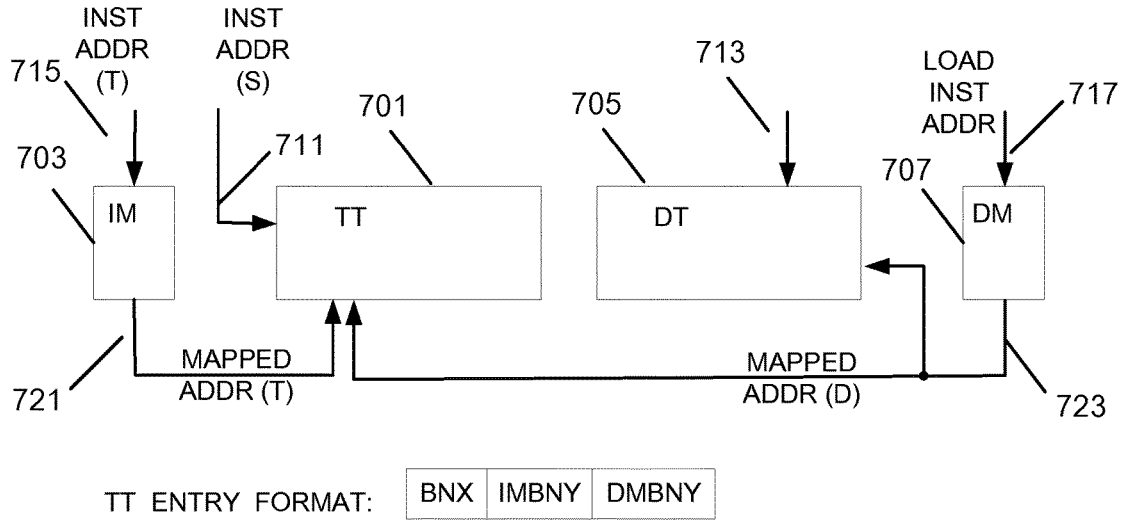 INST
ADDR
(T)
INST
ADDR
(S)
715
711
701
705
713
LOAD
INST
ADDR
717
703
707
IM
TT
DT
DM
MAPPED
ADDR (T)
MAPPED
ADDR (D)
721
723
TT ENTRY FORMAT: BNX IMBNY DMBNY